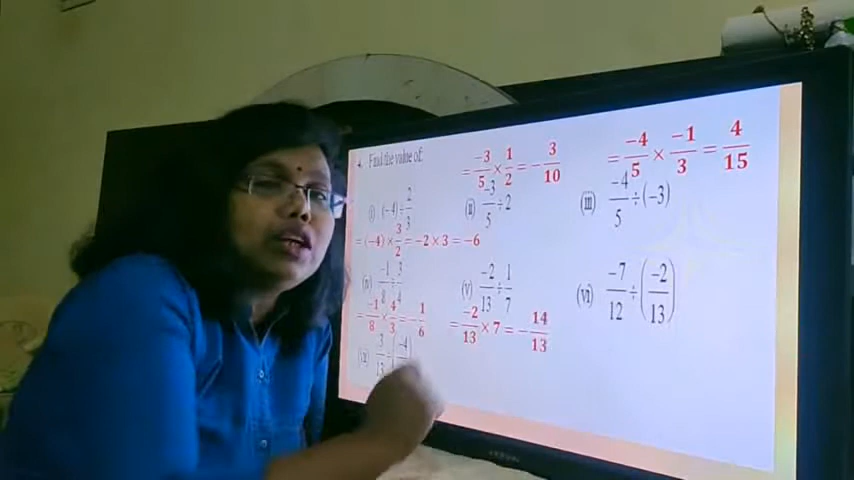 4. Find the value of:
(i) (-4) ÷ 2/3
= (-4) × 3/2 = -2 × 3 = -6
= -3/5 × 1/2 = -3/10
(ii) -3/5 ÷ 2
= -4/5 × -1/3 = 4/15
(iii) -4/5 ÷ (-3)
(iv) -1/8 ÷ 3/4
= -1/8 × 4/3 = -1/6
(v) -2/13 ÷ 1/7
= -2/13 × 7 = -14/13
(vi) -7/12 ÷ (-2/13)
(vii) 3/13 ÷ (-4